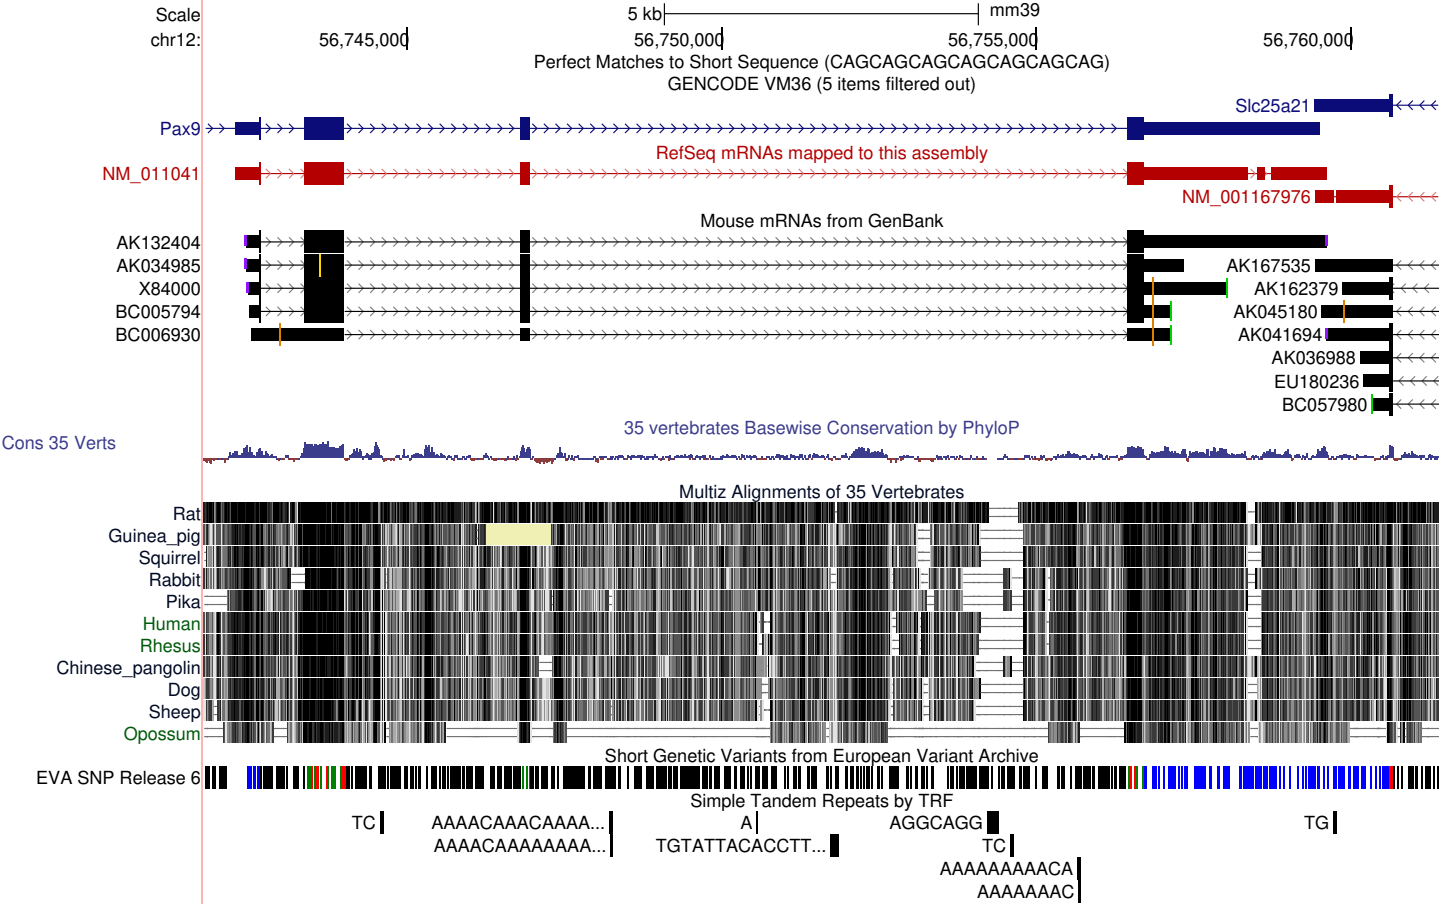 Scale 5 kb mm39
chr12: 56,745,000 56,750,000 56,755,000 56,760,000
Perfect Matches to Short Sequence (CAGCAGCAGCAGCAGCAGCAG)
GENCODE VM36 (5 items filtered out)
Slc25a21
Pax9
RefSeq mRNAs mapped to this assembly
NM_011041
NM_001167976
Mouse mRNAs from GenBank
AK132404
AK034985 AK167535
X84000 AK162379
BC005794 AK045180
BC006930 AK041694
AK036988
EU180236
BC057980
35 vertebrates Basewise Conservation by PhyloP
Cons 35 Verts
Multiz Alignments of 35 Vertebrates
Rat
Guinea_pig
Squirrel
Rabbit
Pika
Human
Rhesus
Chinese_pangolin
Dog
Sheep
Opossum
Short Genetic Variants from European Variant Archive
EVA SNP Release 6
Simple Tandem Repeats by TRF
TC AAAACAAACAAAA... A AGGCAGG TG
AAAACAAAAAAAA... TGTATTACACCTT... TC
AAAAAAAAAACA
AAAAAAAC